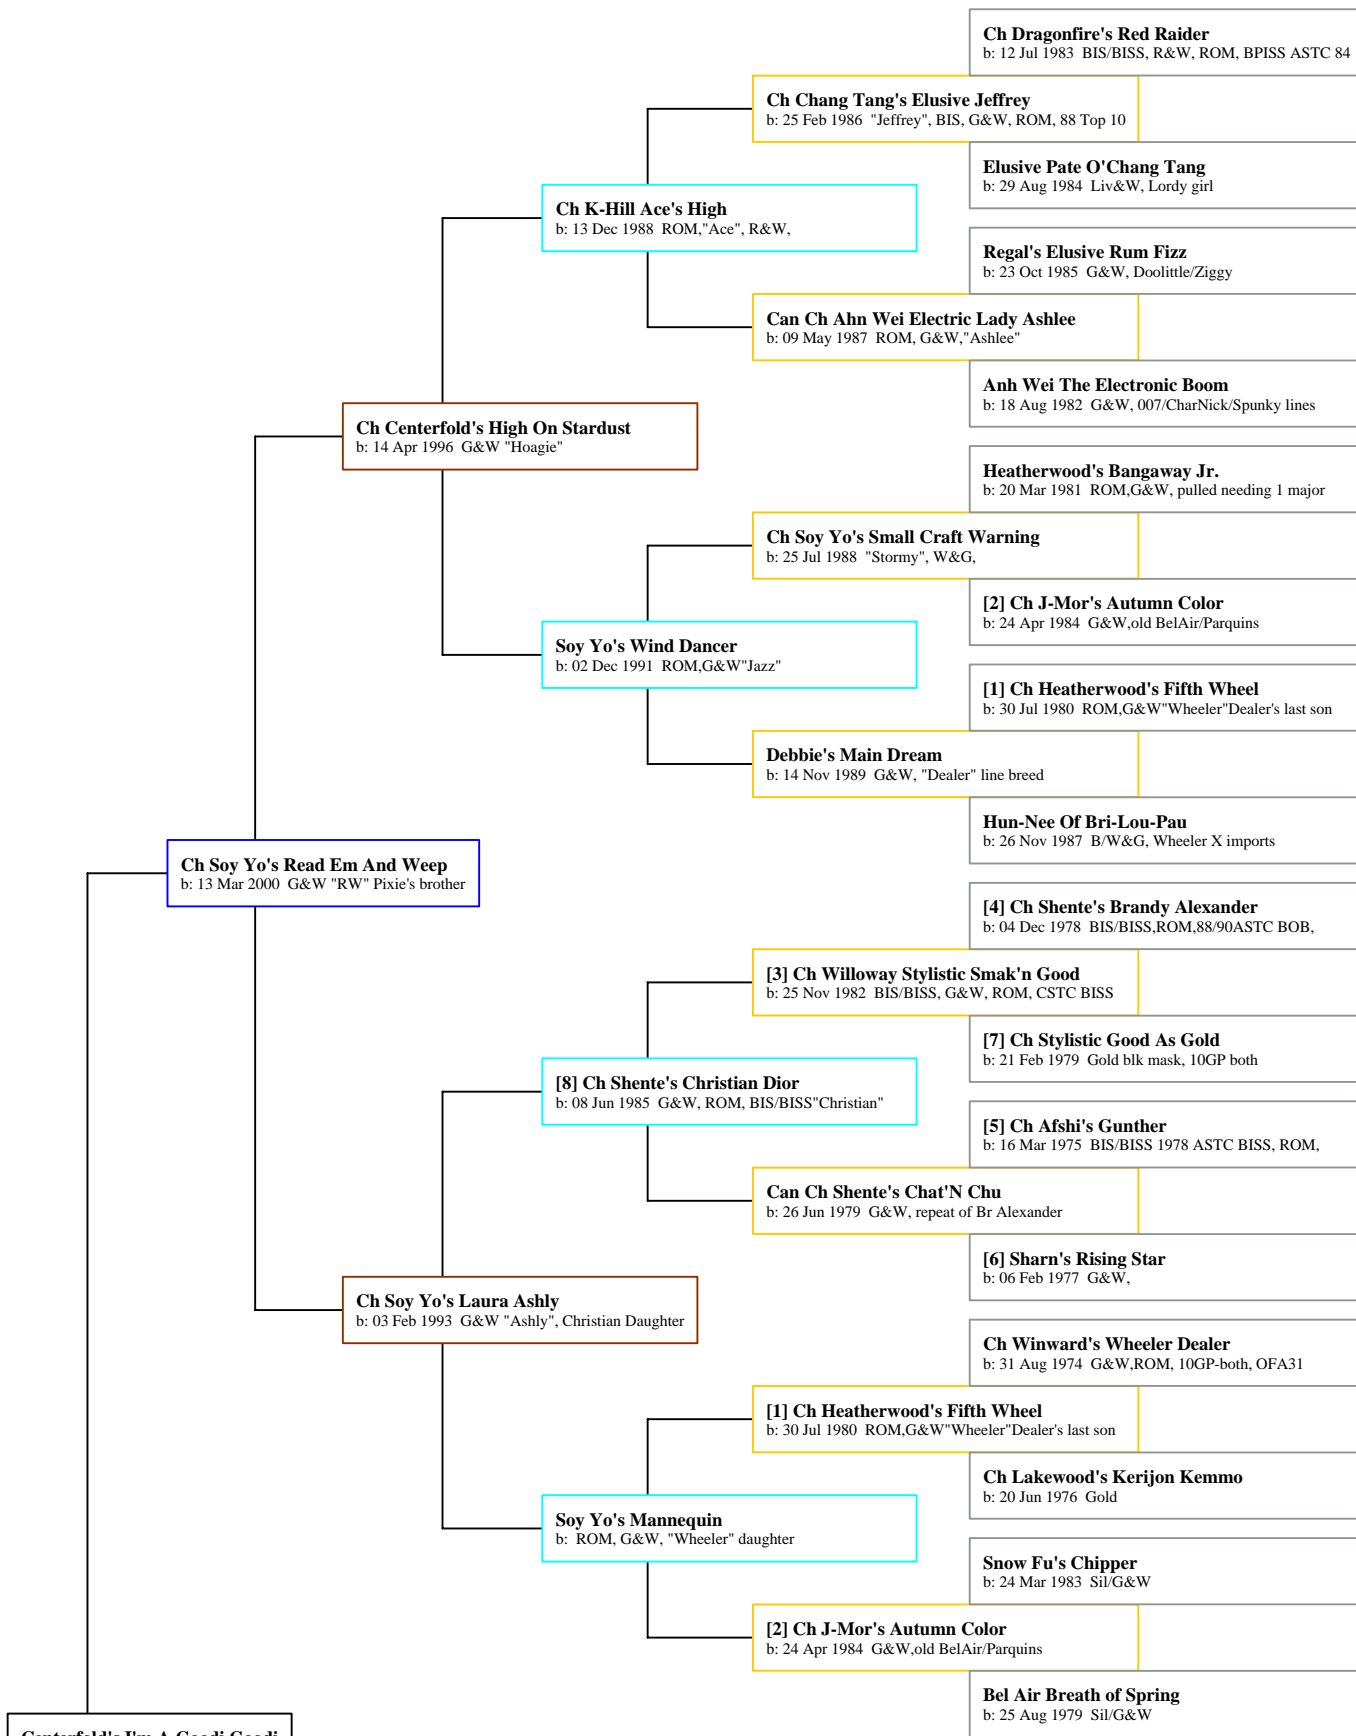 Ch Dragonfire's Red Raider
b: 12 Jul 1983 BIS/BISS, R&W, ROM, BPISS ASTC 84
Ch Chang Tang's Elusive Jeffrey
b: 25 Feb 1986 "Jeffrey", BIS, G&W, ROM, 88 Top 10
Elusive Pate O'Chang Tang
b: 29 Aug 1984 Liv&W, Lordy girl
Ch K-Hill Ace's High
b: 13 Dec 1988 ROM,"Ace", R&W,
Regal's Elusive Rum Fizz
b: 23 Oct 1985 G&W, Doolittle/Ziggy
Can Ch Ahn Wei Electric Lady Ashlee
b: 09 May 1987 ROM, G&W,"Ashlee"
Anh Wei The Electronic Boom
b: 18 Aug 1982 G&W, 007/CharNick/Spunky lines
Ch Centerfold's High On Stardust
b: 14 Apr 1996 G&W "Hoagie"
Heatherwood's Bangaway Jr.
b: 20 Mar 1981 ROM,G&W, pulled needing 1 major
Ch Soy Yo's Small Craft Warning
b: 25 Jul 1988 "Stormy", W&G,
[2] Ch J-Mor's Autumn Color
b: 24 Apr 1984 G&W,old BelAir/Parquins
Soy Yo's Wind Dancer
b: 02 Dec 1991 ROM,G&W"Jazz"
[1] Ch Heatherwood's Fifth Wheel
b: 30 Jul 1980 ROM,G&W"Wheeler"Dealer's last son
Debbie's Main Dream
b: 14 Nov 1989 G&W, "Dealer" line breed
Hun-Nee Of Bri-Lou-Pau
b: 26 Nov 1987 B/W&G, Wheeler X imports
Ch Soy Yo's Read Em And Weep
b: 13 Mar 2000 G&W "RW" Pixie's brother
[4] Ch Shente's Brandy Alexander
b: 04 Dec 1978 BIS/BISS,ROM,88/90ASTC BOB,
[3] Ch Willoway Stylistic Smak'n Good
b: 25 Nov 1982 BIS/BISS, G&W, ROM, CSTC BISS
[7] Ch Stylistic Good As Gold
b: 21 Feb 1979 Gold blk mask, 10GP both
[8] Ch Shente's Christian Dior
b: 08 Jun 1985 G&W, ROM, BIS/BISS"Christian"
[5] Ch Afshi's Gunther
b: 16 Mar 1975 BIS/BISS 1978 ASTC BISS, ROM,
Can Ch Shente's Chat'N Chu
b: 26 Jun 1979 G&W, repeat of Br Alexander
[6] Sharn's Rising Star
b: 06 Feb 1977 G&W,
Ch Soy Yo's Laura Ashly
b: 03 Feb 1993 G&W "Ashly", Christian Daughter
Ch Winward's Wheeler Dealer
b: 31 Aug 1974 G&W,ROM, 10GP-both, OFA31
[1] Ch Heatherwood's Fifth Wheel
b: 30 Jul 1980 ROM,G&W"Wheeler"Dealer's last son
Ch Lakewood's Kerijon Kemmo
b: 20 Jun 1976 Gold
Soy Yo's Mannequin
b: ROM, G&W, "Wheeler" daughter
Snow Fu's Chipper
b: 24 Mar 1983 Sil/G&W
[2] Ch J-Mor's Autumn Color
b: 24 Apr 1984 G&W,old BelAir/Parquins
Bel Air Breath of Spring
b: 25 Aug 1979 Sil/G&W
Centerfold's I'm A Goodi Goodi